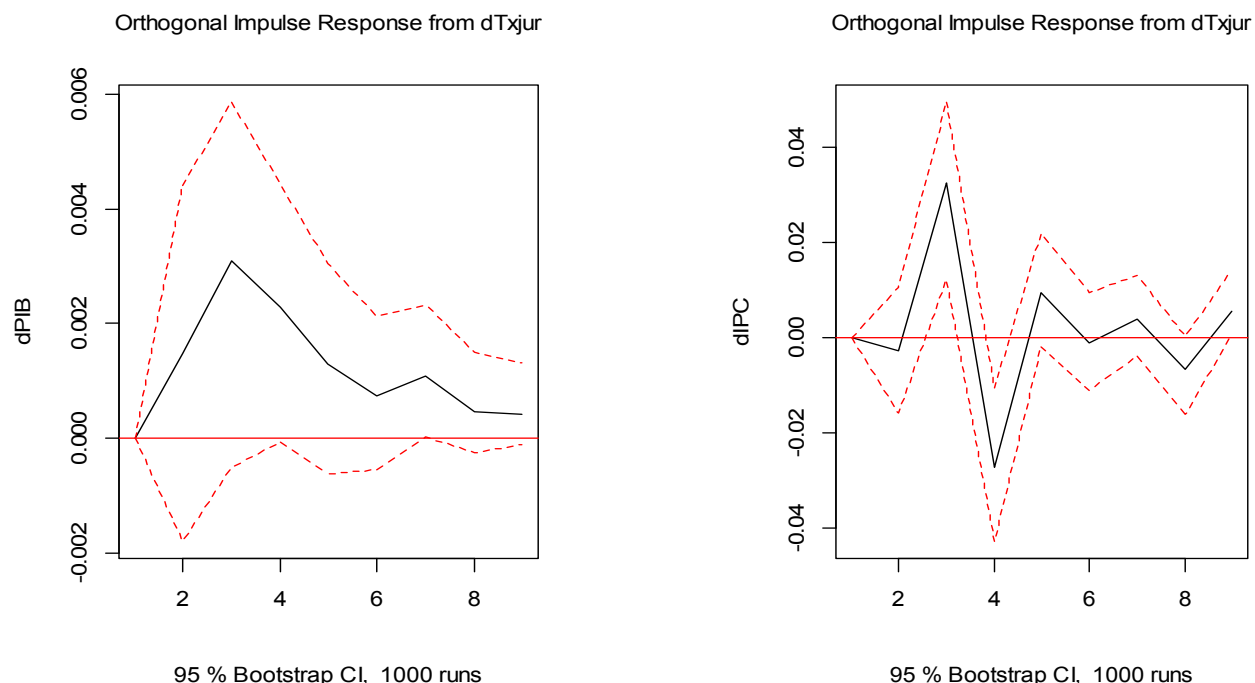 Orthogonal Impulse Response from dTxjur
dPIB
0.006
0.004
0.002
0.000
-0.002
2 4 6 8
95 % Bootstrap CI, 1000 runs
Orthogonal Impulse Response from dTxjur
dIPC
0.04
0.02
0.00
-0.02
-0.04
2 4 6 8
95 % Bootstrap CI, 1000 runs